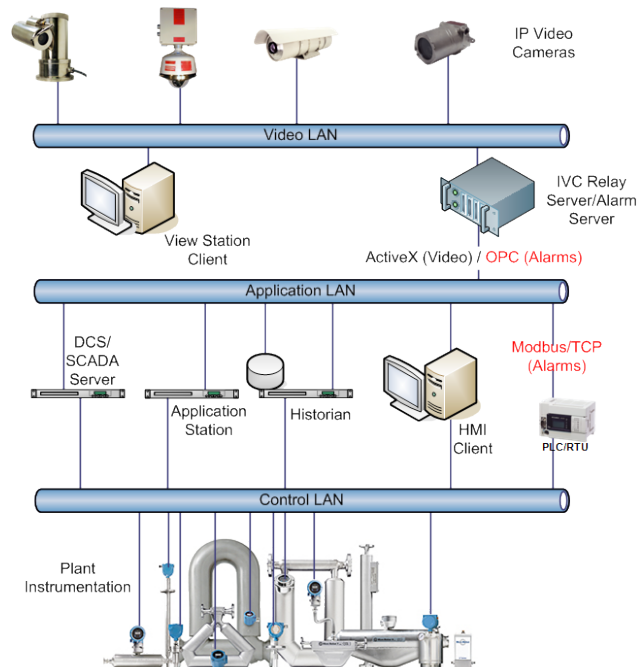 IP Video
Cameras
Video LAN
View Station
Client
IVC Relay
Server/Alarm
Server
ActiveX (Video) / OPC (Alarms)
Application LAN
DCS/
SCADA
Server
Application
Station
Historian
HMI
Client
Modbus/TCP
(Alarms)
PLC/RTU
Control LAN
Plant
Instrumentation